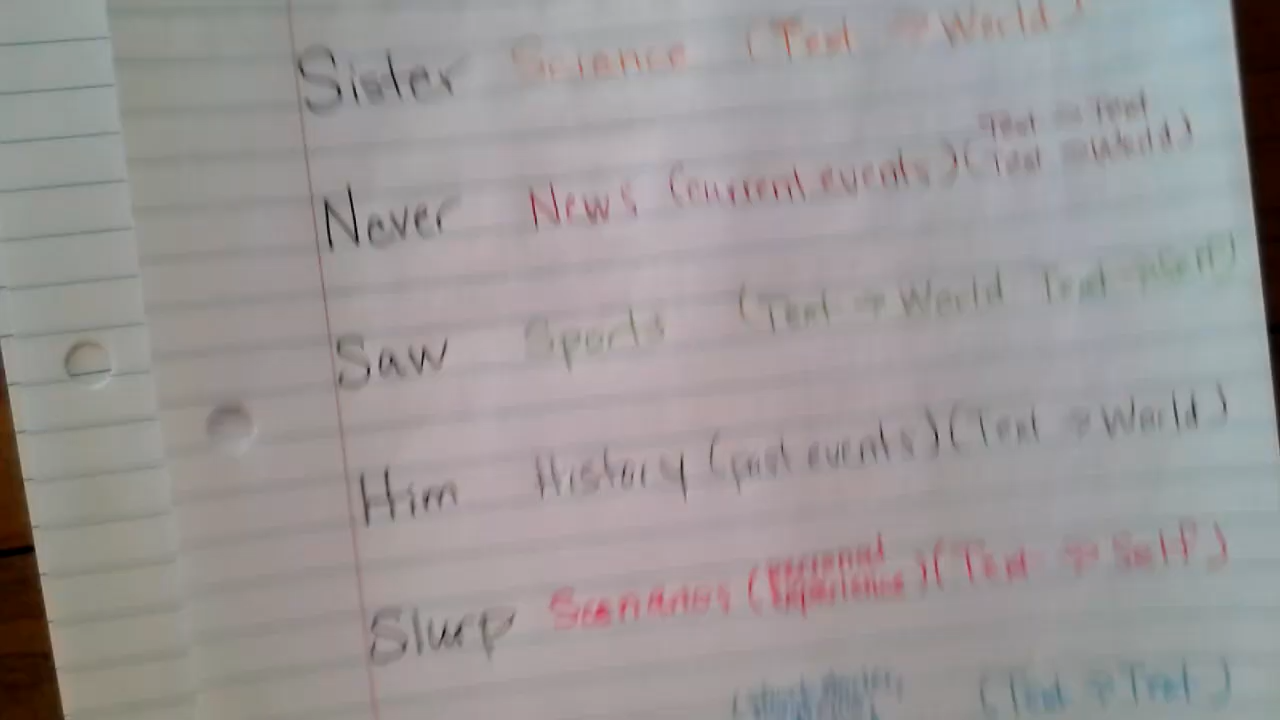 Sister Science (Text → World)
Text → Text
Never News (current events) (Text → World)
Saw Sports (Text → World Text → Self)
Him History (past events) (Text → World)
personal
Slurp Scenarios (experience) (Text → Self)
(Text → Text)